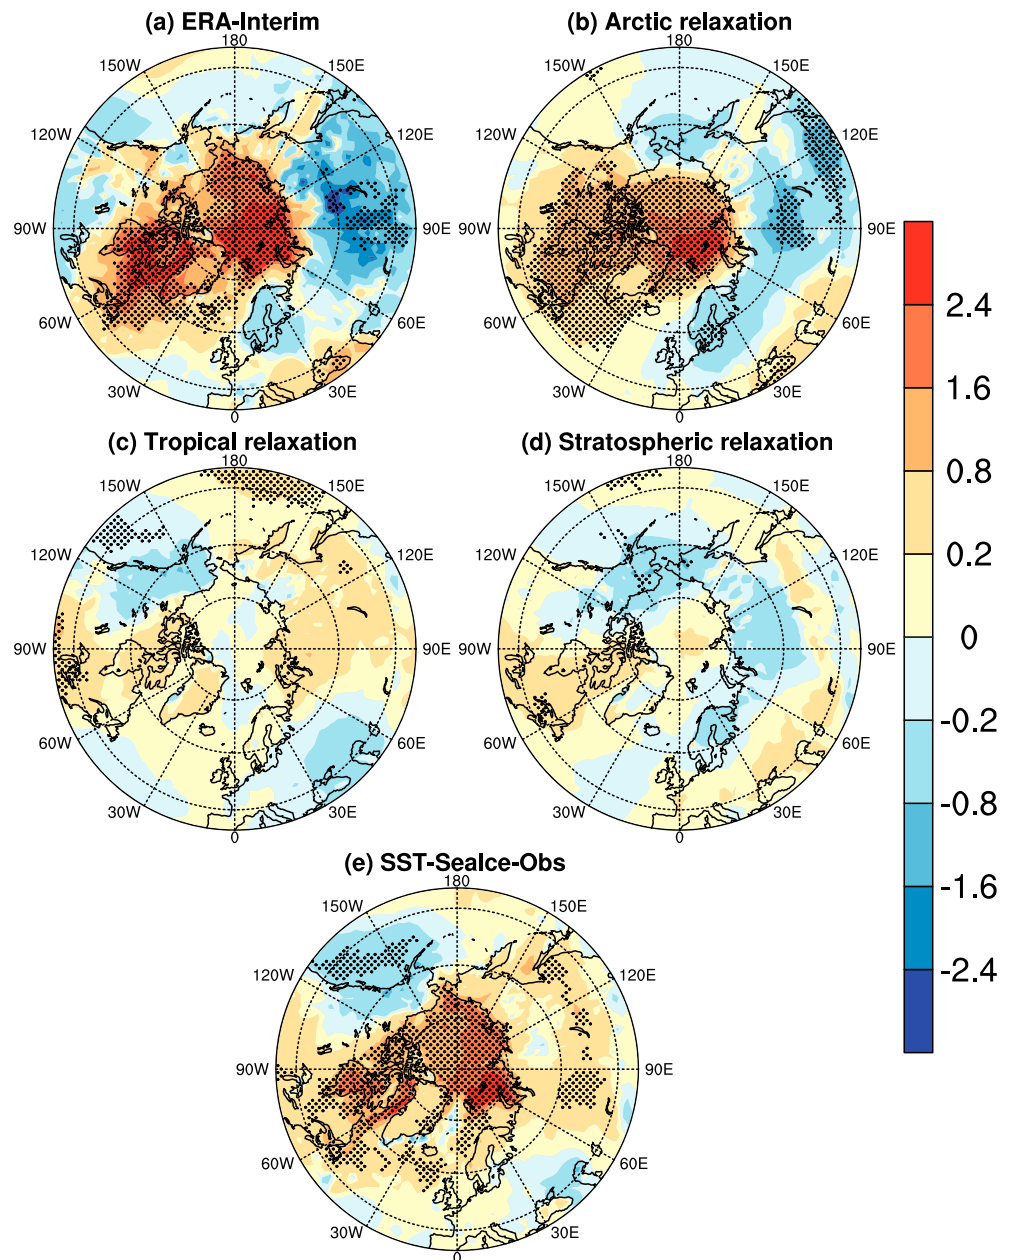 (a) ERA-Interim
180
150W
150E
120W
120E
90W
90E
60W
60E
30W
30E
0
(b) Arctic relaxation
180
150W
150E
120W
120E
90W
90E
60W
60E
30W
30E
0
(c) Tropical relaxation
180
150W
150E
120W
120E
90W
90E
60W
60E
30W
30E
0
(d) Stratospheric relaxation
180
150W
150E
120W
120E
90W
90E
60W
60E
30W
30E
0
(e) SST-SeaIce-Obs
180
150W
150E
120W
120E
90W
90E
60W
60E
30W
30E
0
2.4
1.6
0.8
0.2
0
-0.2
-0.8
-1.6
-2.4